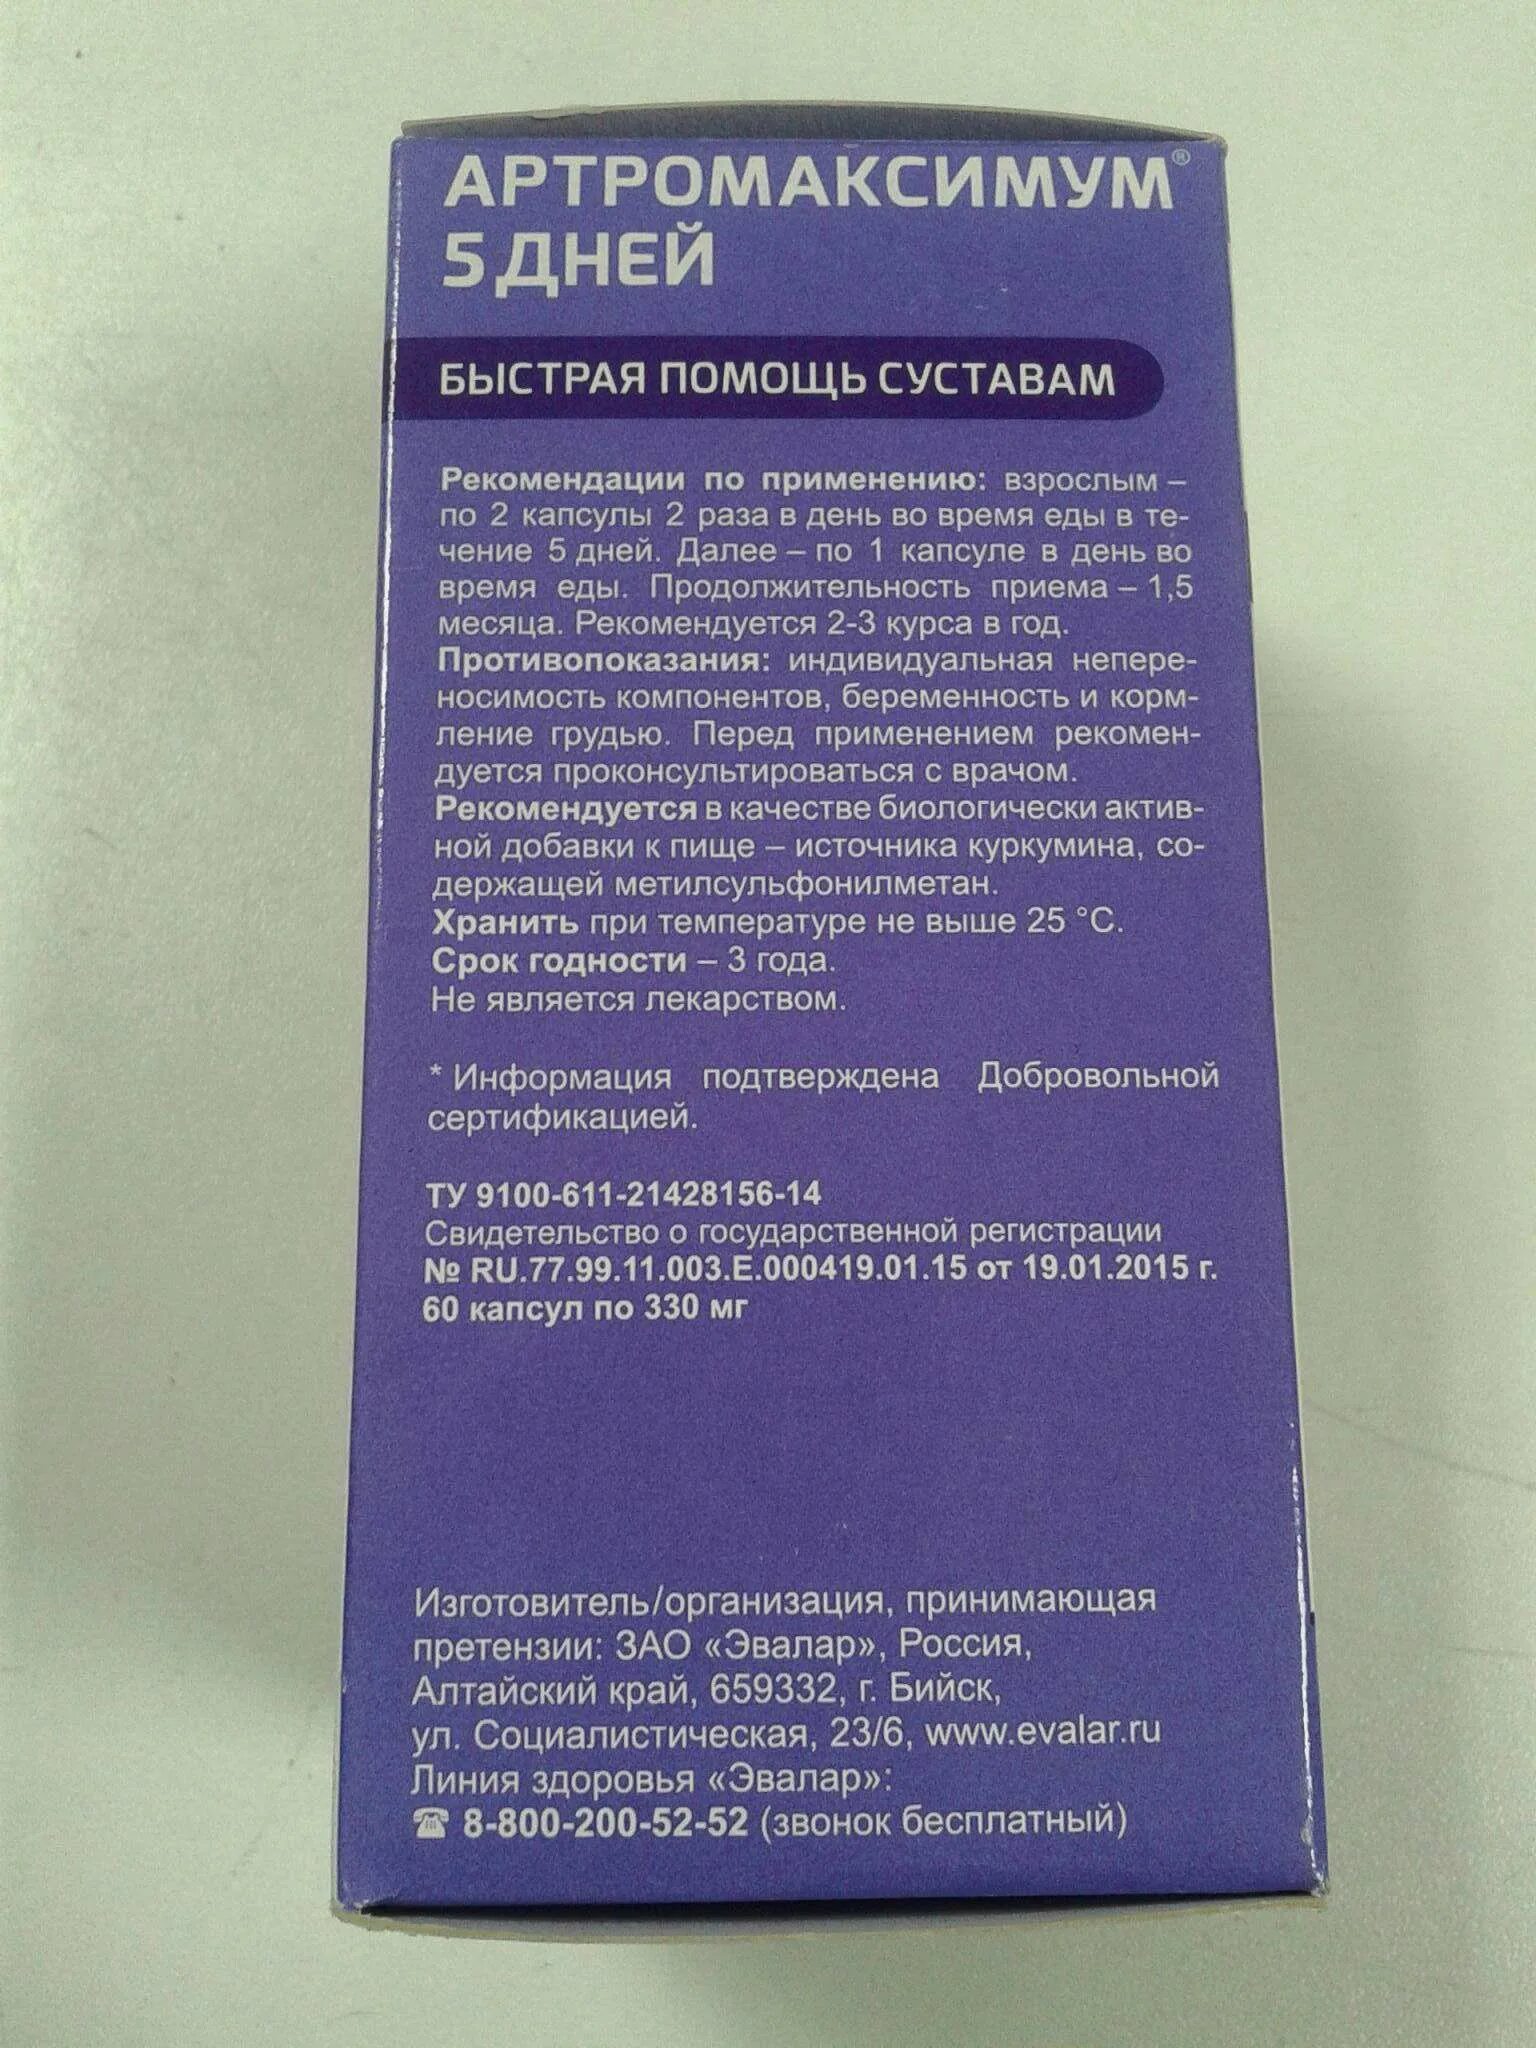 АРТРОМАКСИМУМ®
5 ДНЕЙ
БЫСТРАЯ ПОМОЩЬ СУСТАВАМ
Рекомендации по применению: взрослым –
по 2 капсулы 2 раза в день во время еды в те-
чение 5 дней. Далее – по 1 капсуле в день во
время еды. Продолжительность приема – 1,5
месяца. Рекомендуется 2-3 курса в год.
Противопоказания: индивидуальная непере-
носимость компонентов, беременность и корм-
ление грудью. Перед применением рекомен-
дуется проконсультироваться с врачом.
Рекомендуется в качестве биологически актив-
ной добавки к пище – источника куркумина, со-
держащей метилсульфонилметан.
Хранить при температуре не выше 25 °C.
Срок годности – 3 года.
Не является лекарством.
* Информация подтверждена Добровольной
сертификацией.
ТУ 9100-611-21428156-14
Свидетельство о государственной регистрации
№ RU.77.99.11.003.Е.000419.01.15 от 19.01.2015 г.
60 капсул по 330 мг
Изготовитель/организация, принимающая
претензии: ЗАО «Эвалар», Россия,
Алтайский край, 659332, г. Бийск,
ул. Социалистическая, 23/6, www.evalar.ru
Линия здоровья «Эвалар»:
☎ 8-800-200-52-52 (звонок бесплатный)